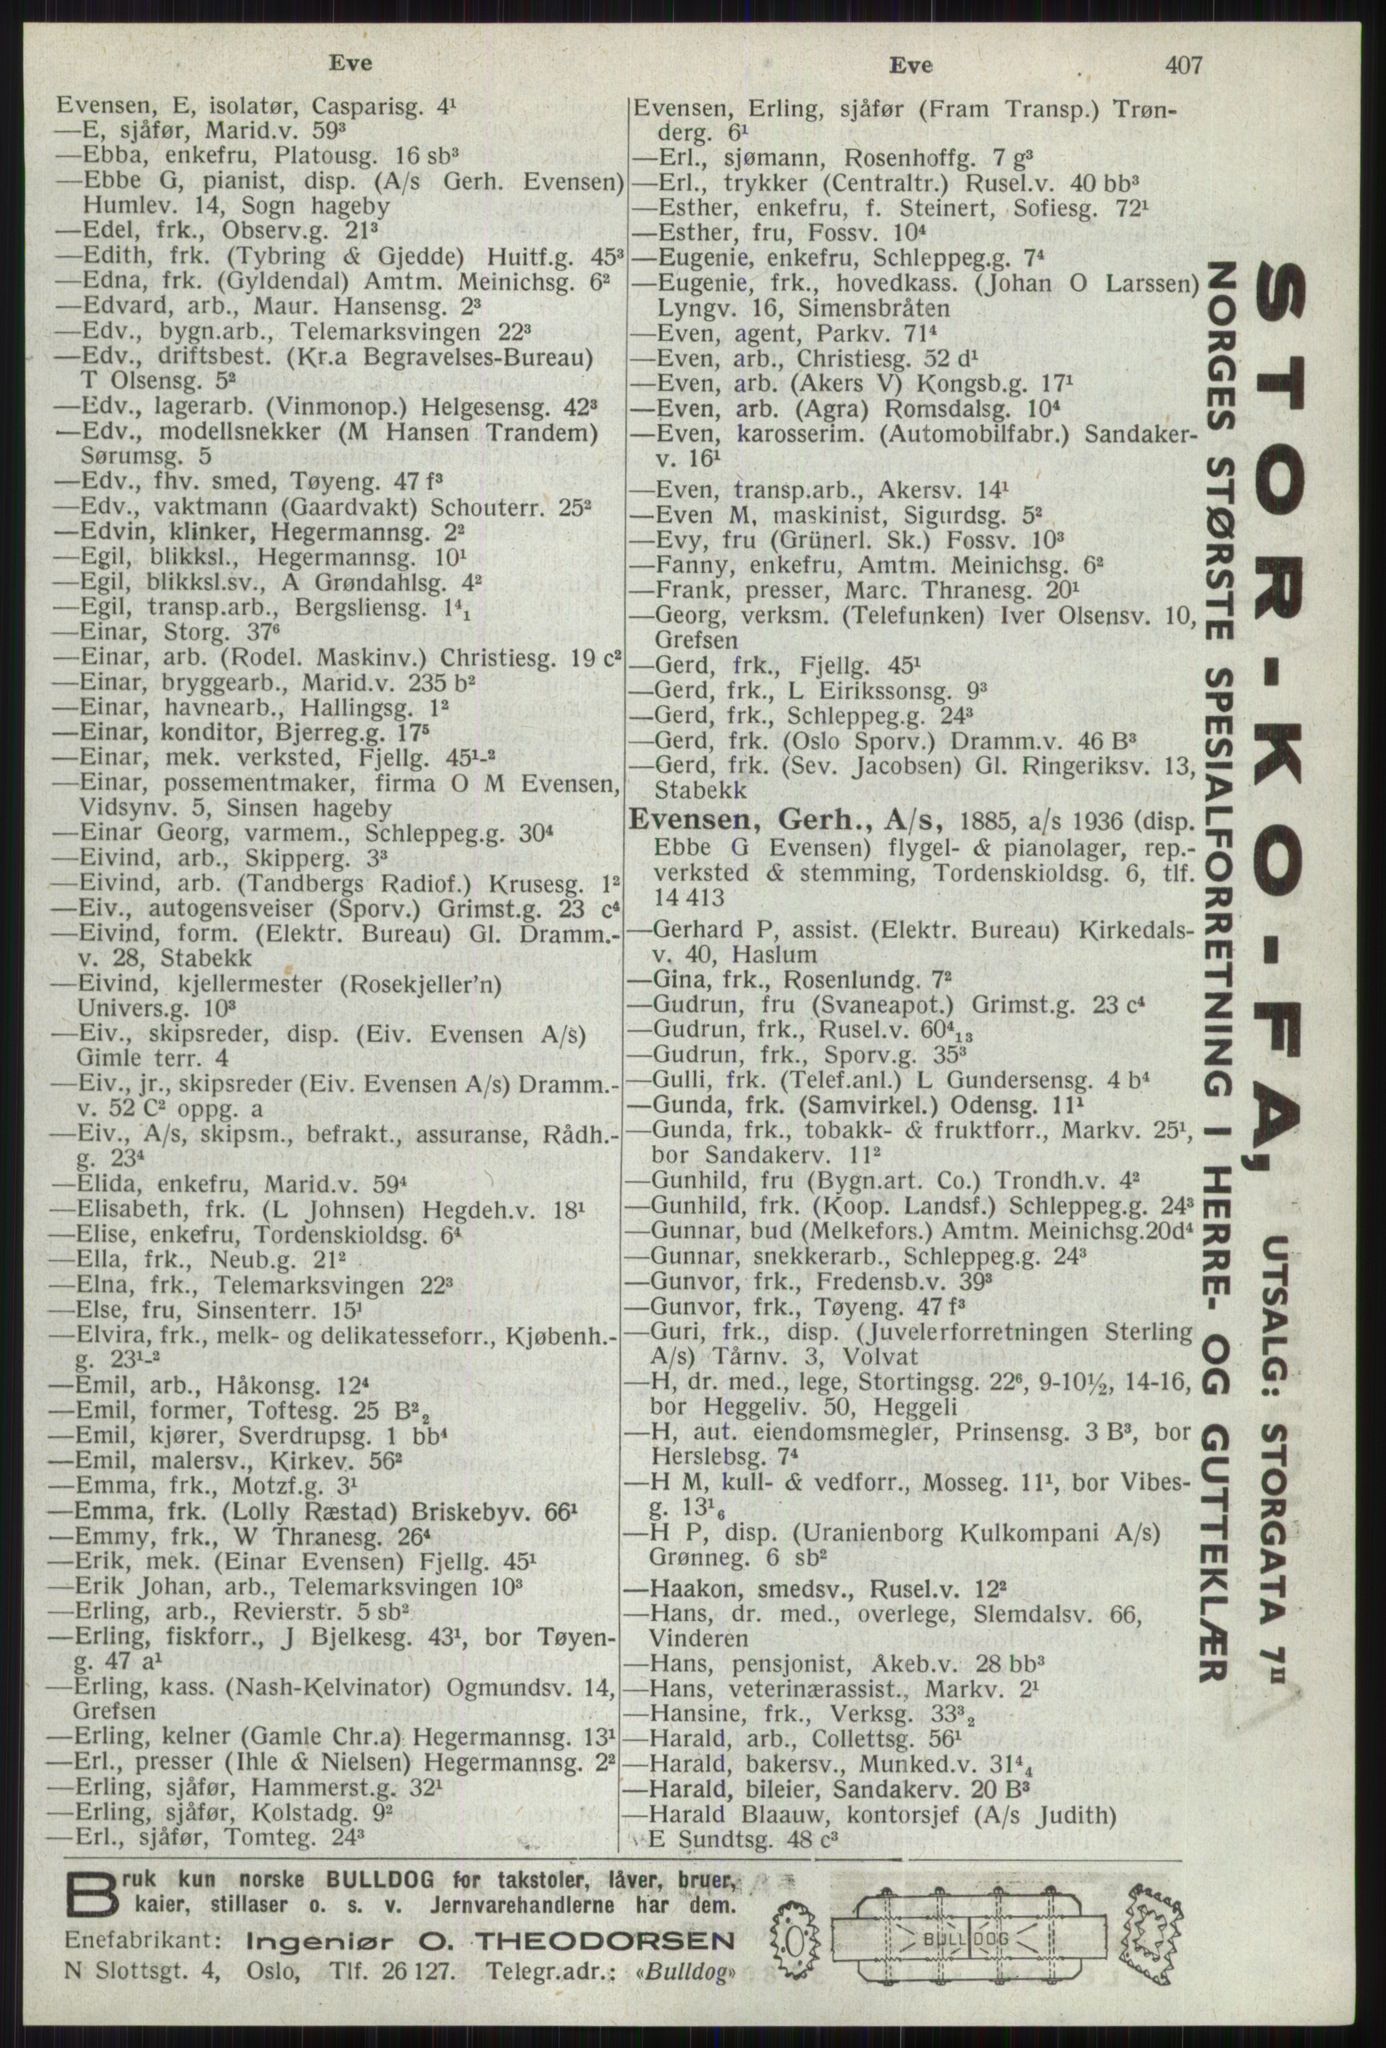 Eve
Eve
407
Evensen, E, isolatør, Casparisg. 4¹
—E, sjåfør, Marid.v. 59³
—Ebba, enkefru, Platousg. 16 sb³
—Ebbe G, pianist, disp. (A/s Gerh. Evensen)
Humlev. 14, Sogn hageby
—Edel, frk., Observ.g. 21³
—Edith, frk. (Tybring & Gjedde) Huitf.g. 45³
—Edna, frk. (Gyldendal) Amtm. Meinichsg. 6²
—Edvard, arb., Maur. Hansensg. 2³
—Edv., bygn.arb., Telemarksvingen 22³
—Edv., driftsbest. (Kr.a Begravelses-Bureau)
T Olsensg. 5²
—Edv., lagerarb. (Vinmonop.) Helgesensg. 42³
—Edv., modellsnekker (M Hansen Trandem)
Sørumsg. 5
—Edv., fhv. smed, Tøyeng. 47 f³
—Edv., vaktmann (Gaardvakt) Schouterr. 25²
—Edvin, klinker, Hegermannsg. 2²
—Egil, blikksl., Hegermannsg. 10¹
—Egil, blikksl.sv., A Grøndahlsg. 4²
—Egil, transp.arb., Bergsliensg. 1⁴₁
—Einar, Storg. 37⁶
—Einar, arb. (Rodel. Maskinv.) Christiesg. 19 c²
—Einar, bryggearb., Marid.v. 235 b²
—Einar, havnearb., Hallingsg. 1²
—Einar, konditor, Bjerreg.g. 17⁵
—Einar, mek. verksted, Fjellg. 45¹-²
—Einar, possementmaker, firma O M Evensen,
Vidsynv. 5, Sinsen hageby
—Einar Georg, varmem., Schleppeg.g. 30⁴
—Eivind, arb., Skipperg. 3³
—Eivind, arb. (Tandbergs Radiof.) Krusesg. 1²
—Eiv., autogensveiser (Sporv.) Grimst.g. 23 c⁴
—Eivind, form. (Elektr. Bureau) Gl. Dramm.-
v. 28, Stabekk
—Eivind, kjellermester (Rosekjeller'n)
Univers.g. 10³
—Eiv., skipsreder, disp. (Eiv. Evensen A/s)
Gimle terr. 4
—Eiv., jr., skipsreder (Eiv. Evensen A/s) Dramm.-
v. 52 C² oppg. a
—Eiv., A/s, skipsm., befrakt., assuranse, Rådh.-
g. 23⁴
—Elida, enkefru, Marid.v. 59⁴
—Elisabeth, frk. (L Johnsen) Hegdeh.v. 18¹
—Elise, enkefru, Tordenskioldsg. 6⁴
—Ella, frk., Neub.g. 21²
—Elna, frk., Telemarksvingen 22³
—Else, fru, Sinsenterr. 15¹
—Elvira, frk., melk- og delikatesseforr., Kjøbenh.-
g. 23¹-²
—Emil, arb., Håkonsg. 12⁴
—Emil, former, Toftesg. 25 B²₂
—Emil, kjører, Sverdrupsg. 1 bb⁴
—Emil, malersv., Kirkev. 56²
—Emma, frk., Motzf.g. 3¹
—Emma, frk. (Lolly Ræstad) Briskebyv. 66¹
—Emmy, frk., W Thranesg. 26⁴
—Erik, mek. (Einar Evensen) Fjellg. 45¹
—Erik Johan, arb., Telemarksvingen 10³
—Erling, arb., Revierstr. 5 sb²
—Erling, fiskforr., J Bjelkesg. 43¹, bor Tøyen-
g. 47 a¹
—Erling, kass. (Nash-Kelvinator) Ogmundsv. 14,
Grefsen
—Erling, kelner (Gamle Chr.a) Hegermannsg. 13¹
—Erl., presser (Ihle & Nielsen) Hegermannsg. 2²
—Erling, sjåfør, Hammerst.g. 32¹
—Erling, sjåfør, Kolstadg. 9²
—Erl., sjåfør, Tomteg. 24³
Evensen, Erling, sjåfør (Fram Transp.) Trøn-
derg. 6¹
—Erl., sjømann, Rosenhoffg. 7 g³
—Erl., trykker (Centraltr.) Rusel.v. 40 bb³
—Esther, enkefru, f. Steinert, Sofiesg. 72¹
—Esther, fru, Fossv. 10⁴
—Eugenie, enkefru, Schleppeg.g. 7⁴
—Eugenie, frk., hovedkass. (Johan O Larssen)
Lyngv. 16, Simensbråten
—Even, agent, Parkv. 71⁴
—Even, arb., Christiesg. 52 d¹
—Even, arb. (Akers V) Kongsb.g. 17¹
—Even, arb. (Agra) Romsdalsg. 10⁴
—Even, karosserim. (Automobilfabr.) Sandaker-
v. 16¹
—Even, transp.arb., Akersv. 14¹
—Even M, maskinist, Sigurdsg. 5²
—Evy, fru (Grünerl. Sk.) Fossv. 10³
—Fanny, enkefru, Amtm. Meinichsg. 6²
—Frank, presser, Marc. Thranesg. 20¹
—Georg, verksm. (Telefunken) Iver Olsensv. 10,
Grefsen
—Gerd, frk., Fjellg. 45¹
—Gerd, frk., L Eirikssonsg. 9³
—Gerd, frk., Schleppeg.g. 24³
—Gerd, frk. (Oslo Sporv.) Dramm.v. 46 B³
—Gerd, frk. (Sev. Jacobsen) Gl. Ringeriksv. 13,
Stabekk
Evensen, Gerh., A/s, 1885, a/s 1936 (disp.
Ebbe G Evensen) flygel- & pianolager, rep.-
verksted & stemming, Tordenskioldsg. 6, tlf.
14 413
—Gerhard P, assist. (Elektr. Bureau) Kirkedals-
v. 40, Haslum
—Gina, frk., Rosenlundg. 7²
—Gudrun, fru (Svaneapot.) Grimst.g. 23 c⁴
—Gudrun, frk., Rusel.v. 60⁴₁₃
—Gudrun, frk., Sporv.g. 35³
—Gulli, frk. (Telef.anl.) L Gundersensg. 4 b⁴
—Gunda, frk. (Samvirkel.) Odensg. 11¹
—Gunda, frk., tobakk- & fruktforr., Markv. 25¹,
bor Sandakerv. 11²
—Gunhild, fru (Bygn.art. Co.) Trondh.v. 4²
—Gunhild, frk. (Koop. Landsf.) Schleppeg.g. 24³
—Gunnar, bud (Melkefors.) Amtm. Meinichsg.20d⁴
—Gunnar, snekkerarb., Schleppeg.g. 24³
—Gunvor, frk., Fredensb.v. 39³
—Gunvor, frk., Tøyeng. 47 f³
—Guri, frk., disp. (Juvelerforretningen Sterling
A/s) Tårnv. 3, Volvat
—H, dr. med., lege, Stortingsg. 22⁶, 9-10½, 14-16,
bor Heggeliv. 50, Heggeli
—H, aut. eiendomsmegler, Prinsensg. 3 B³, bor
Herslebsg. 7⁴
—H M, kull- & vedforr., Mosseg. 11¹, bor Vibes-
g. 13¹₆
—H P, disp. (Uranienborg Kulkompani A/s)
Grønneg. 6 sb²
—Haakon, smedsv., Rusel.v. 12²
—Hans, dr. med., overlege, Slemdalsv. 66,
Vinderen
—Hans, pensjonist, Åkeb.v. 28 bb³
—Hans, veterinærassist., Markv. 2¹
—Hansine, frk., Verksg. 33³₂
—Harald, arb., Collettsg. 56¹
—Harald, bakersv., Munked.v. 31⁴₄
—Harald, bileier, Sandakerv. 20 B³
—Harald Blaauw, kontorsjef (A/s Judith)
E Sundtsg. 48 c³
STOR-KO-FA, UTSALG: STORGATA 7ᴵᴵ
NORGES STØRSTE SPESIALFORRETNING I HERRE- OG GUTTEKLÆR
Bruk kun norske BULLDOG for takstoler, låver, bruer,
kaier, stillaser o. s. v. Jernvarehandlerne har dem.
Enefabrikant: Ingeniør O. THEODORSEN
N Slottsgt. 4, Oslo, Tlf. 26 127. Telegr.adr.: «Bulldog»
BULLDOG